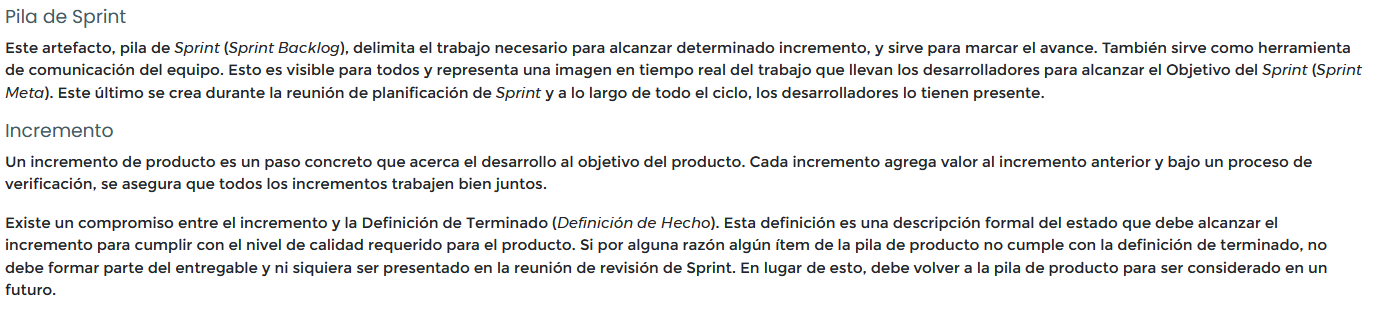 Pila de Sprint
Este artefacto, pila de Sprint (Sprint Backlog), delimita el trabajo necesario para alcanzar determinado incremento, y sirve para marcar el avance. También sirve como herramienta
de comunicación del equipo. Esto es visible para todos y representa una imagen en tiempo real del trabajo que llevan los desarrolladores para alcanzar el Objetivo del Sprint (Sprint
Meta). Este último se crea durante la reunión de planificación de Sprint y a lo largo de todo el ciclo, los desarrolladores lo tienen presente.
Incremento
Un incremento de producto es un paso concreto que acerca el desarrollo al objetivo del producto. Cada incremento agrega valor al incremento anterior y bajo un proceso de
verificación, se asegura que todos los incrementos trabajen bien juntos.
Existe un compromiso entre el incremento y la Definición de Terminado (Definición de Hecho). Esta definición es una descripción formal del estado que debe alcanzar el
incremento para cumplir con el nivel de calidad requerido para el producto. Si por alguna razón algún ítem de la pila de producto no cumple con la definición de terminado, no
debe formar parte del entregable y ni siquiera ser presentado en la reunión de revisión de Sprint. En lugar de esto, debe volver a la pila de producto para ser considerado en un
futuro.